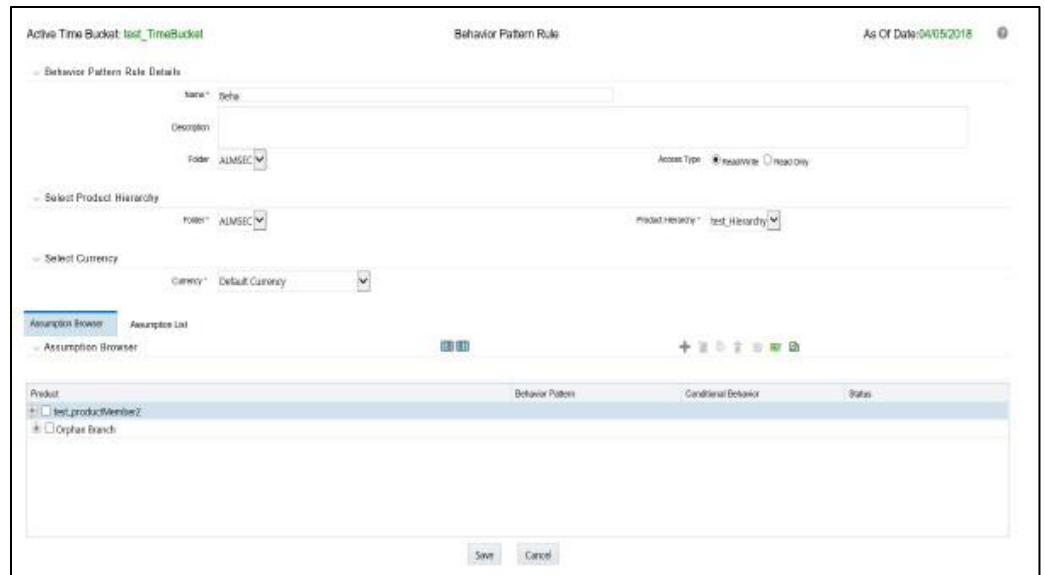 Active Time Bucket: test_TimeBucket Behavior Pattern Rule As Of Date:04/05/2018
Behavior Pattern Rule Details
Name * Beha
Description
Folder ALMSEC Access Type Read/Write Read Only
Select Product Hierarchy
Folder * ALMSEC Product Hierarchy * test_Hierarchy
Select Currency
Currency * Default Currency
Assumption Browser Assumption List
Assumption Browser
Product Behavior Pattern Conditional Behavior Status
test_productMember2
Orphan Branch
Save Cancel